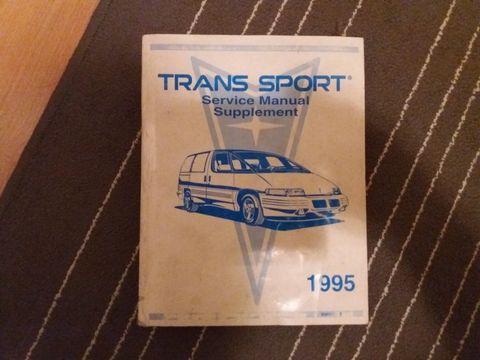 TRANS SPORT®
Service Manual
Supplement
1995